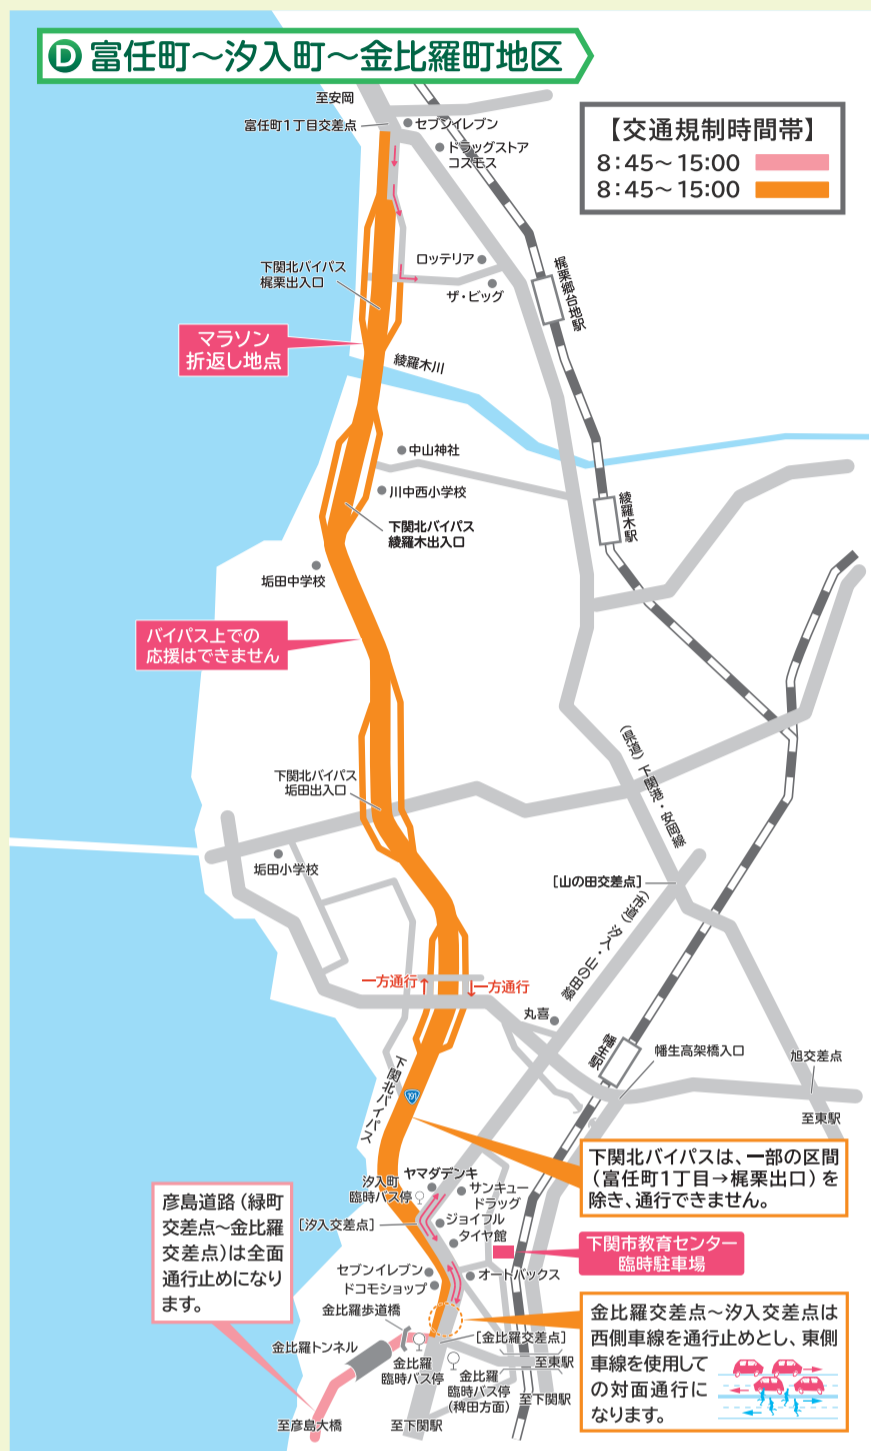 D 富任町～汐入町～金比羅町地区
【交通規制時間帯】
8：45～15：00
8：45～15：00
至安岡
富任町1丁目交差点
セブンイレブン
ドラッグストア
コスモス
ロッテリア
ザ・ビッグ
梶栗郷台地駅
下関北バイパス
梶栗出入口
マラソン
折返し地点
綾羅木川
中山神社
川中西小学校
綾羅木駅
下関北バイパス
綾羅木出入口
垢田中学校
バイパス上での
応援はできません
(県道)下関港・安岡線
下関北バイパス
垢田出入口
垢田小学校
[山の田交差点]
(市道)汐入・山の田線
一方通行
一方通行
丸喜
幡生駅
幡生高架橋入口
旭交差点
至東駅
下関北バイパス
191
下関北バイパスは、一部の区間
（富任町1丁目→梶栗出口）を
除き、通行できません。
ヤマダデンキ
汐入町
臨時バス停
サンキュー
ドラッグ
[汐入交差点]
ジョイフル
タイヤ館
下関市教育センター
臨時駐車場
彦島道路（緑町
交差点～金比羅
交差点）は全面
通行止めになり
ます。
セブンイレブン
ドコモショップ
オートバックス
金比羅歩道橋
[金比羅交差点]
金比羅トンネル
金比羅
臨時バス停
金比羅
臨時バス停
(稗田方面)
至東駅
至下関駅
至彦島大橋
至下関駅
金比羅交差点～汐入交差点は
西側車線を通行止めとし、東側
車線を使用して
の対面通行に
なります。